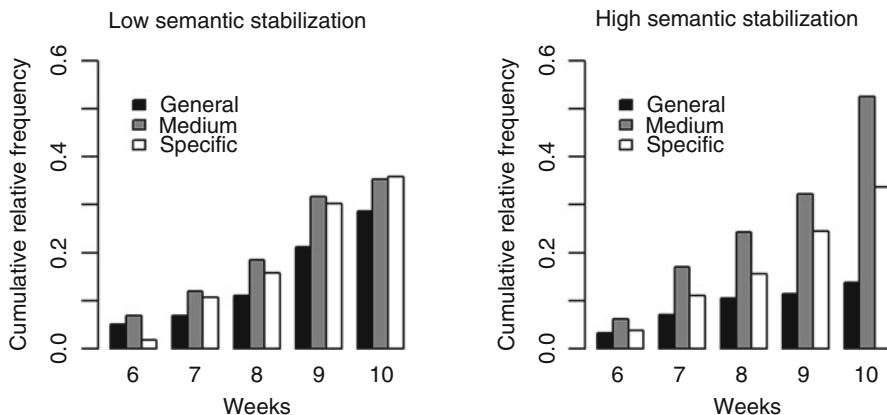 Low semantic stabilization
Cumulative relative frequency
0.6
0.4
0.2
0.0
General
Medium
Specific
6 7 8 9 10
Weeks
High semantic stabilization
Cumulative relative frequency
0.6
0.4
0.2
0.0
General
Medium
Specific
6 7 8 9 10
Weeks